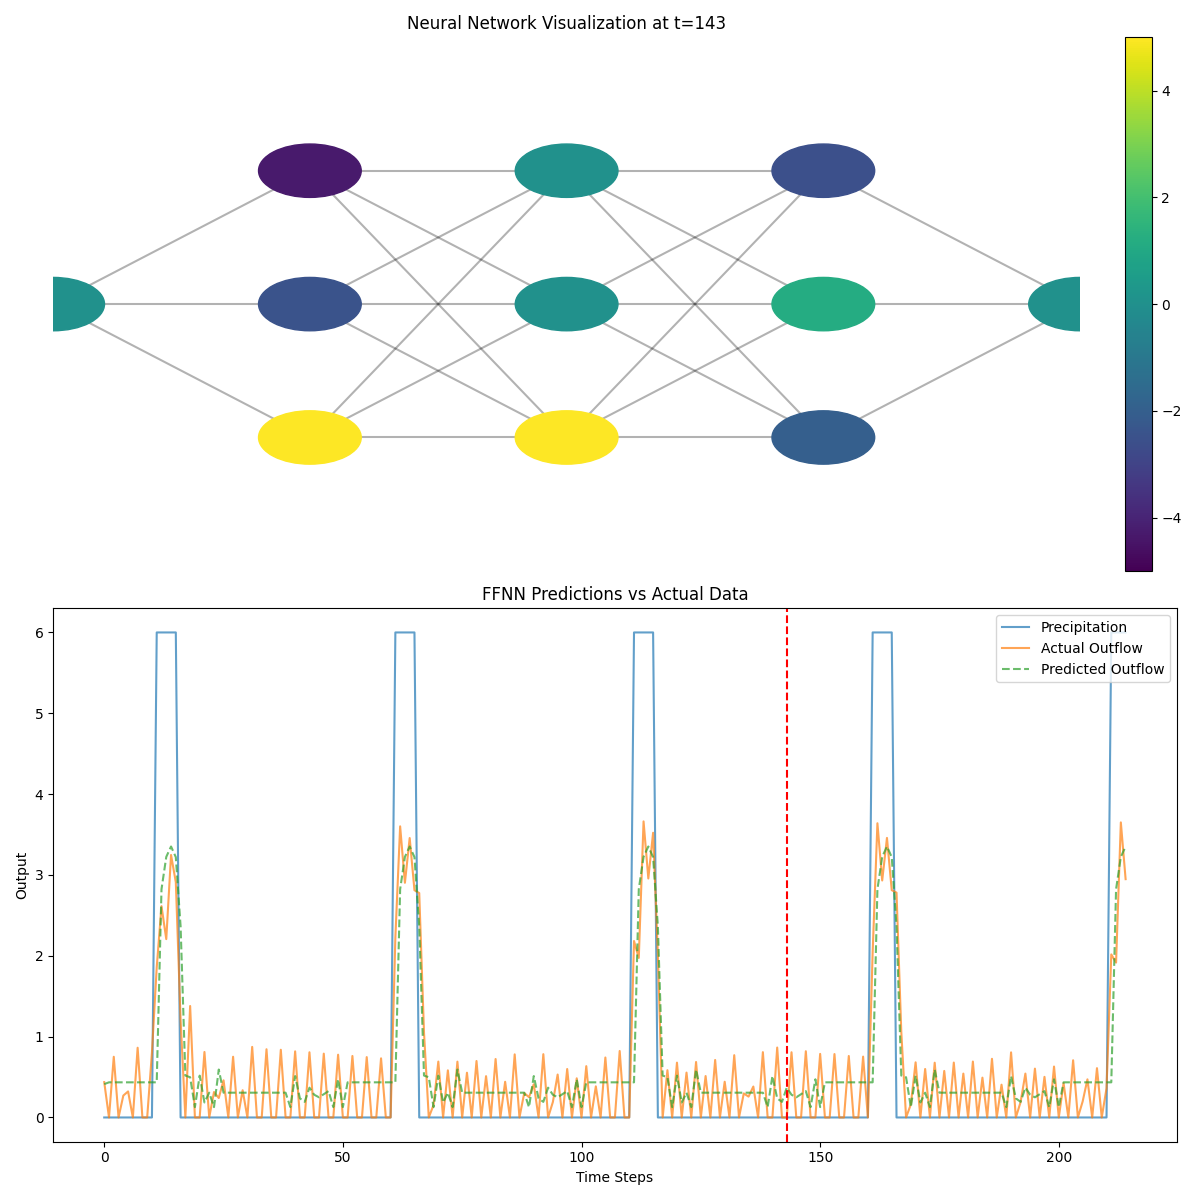 Neural Network Visualization at t=143
4
2
0
−2
−4
FFNN Predictions vs Actual Data
Precipitation
Actual Outflow
Predicted Outflow
Output
6
5
4
3
2
1
0
0 50 100 150 200
Time Steps